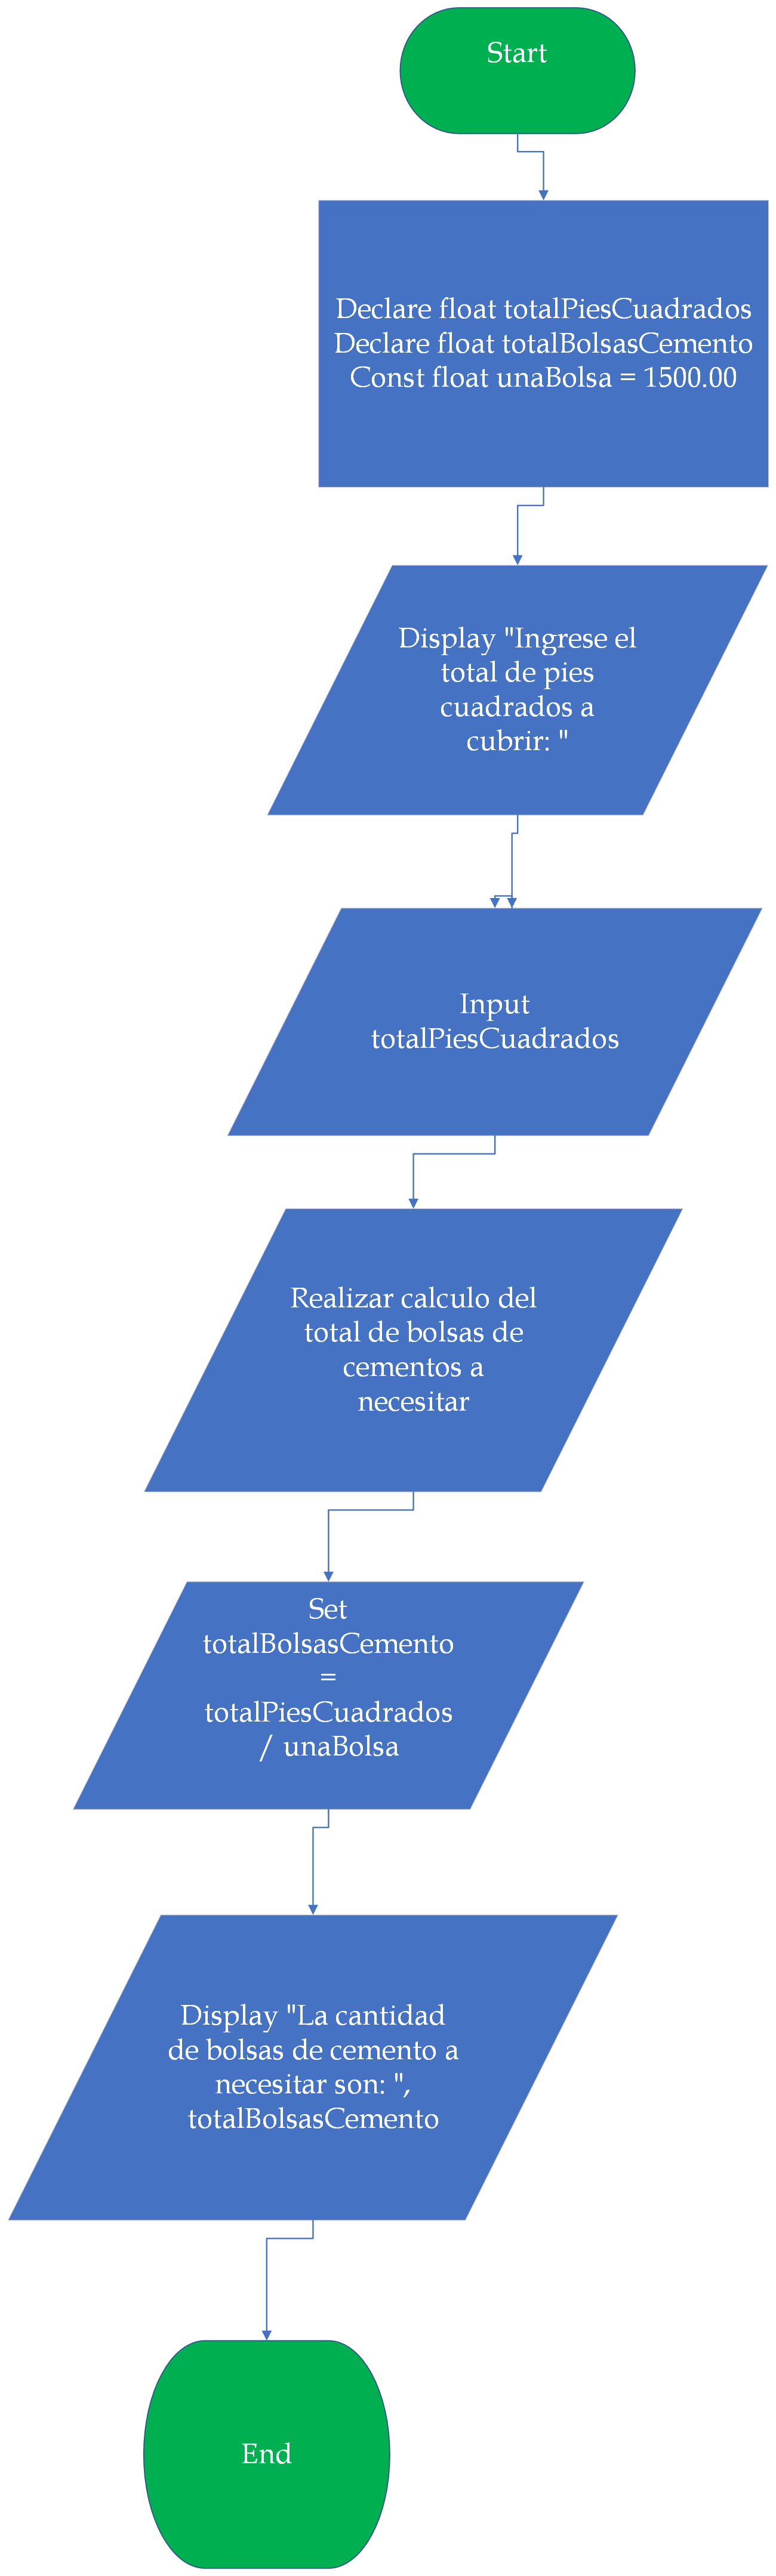 Start
Declare float totalPiesCuadrados
Declare float totalBolsasCemento
Const float unaBolsa = 1500.00
Display "Ingrese el
total de pies
cuadrados a
cubrir: "
Input
totalPiesCuadrados
Realizar calculo del
total de bolsas de
cementos a
necesitar
Set
totalBolsasCemento
=
totalPiesCuadrados
/ unaBolsa
Display "La cantidad
de bolsas de cemento a
necesitar son: ",
totalBolsasCemento
End